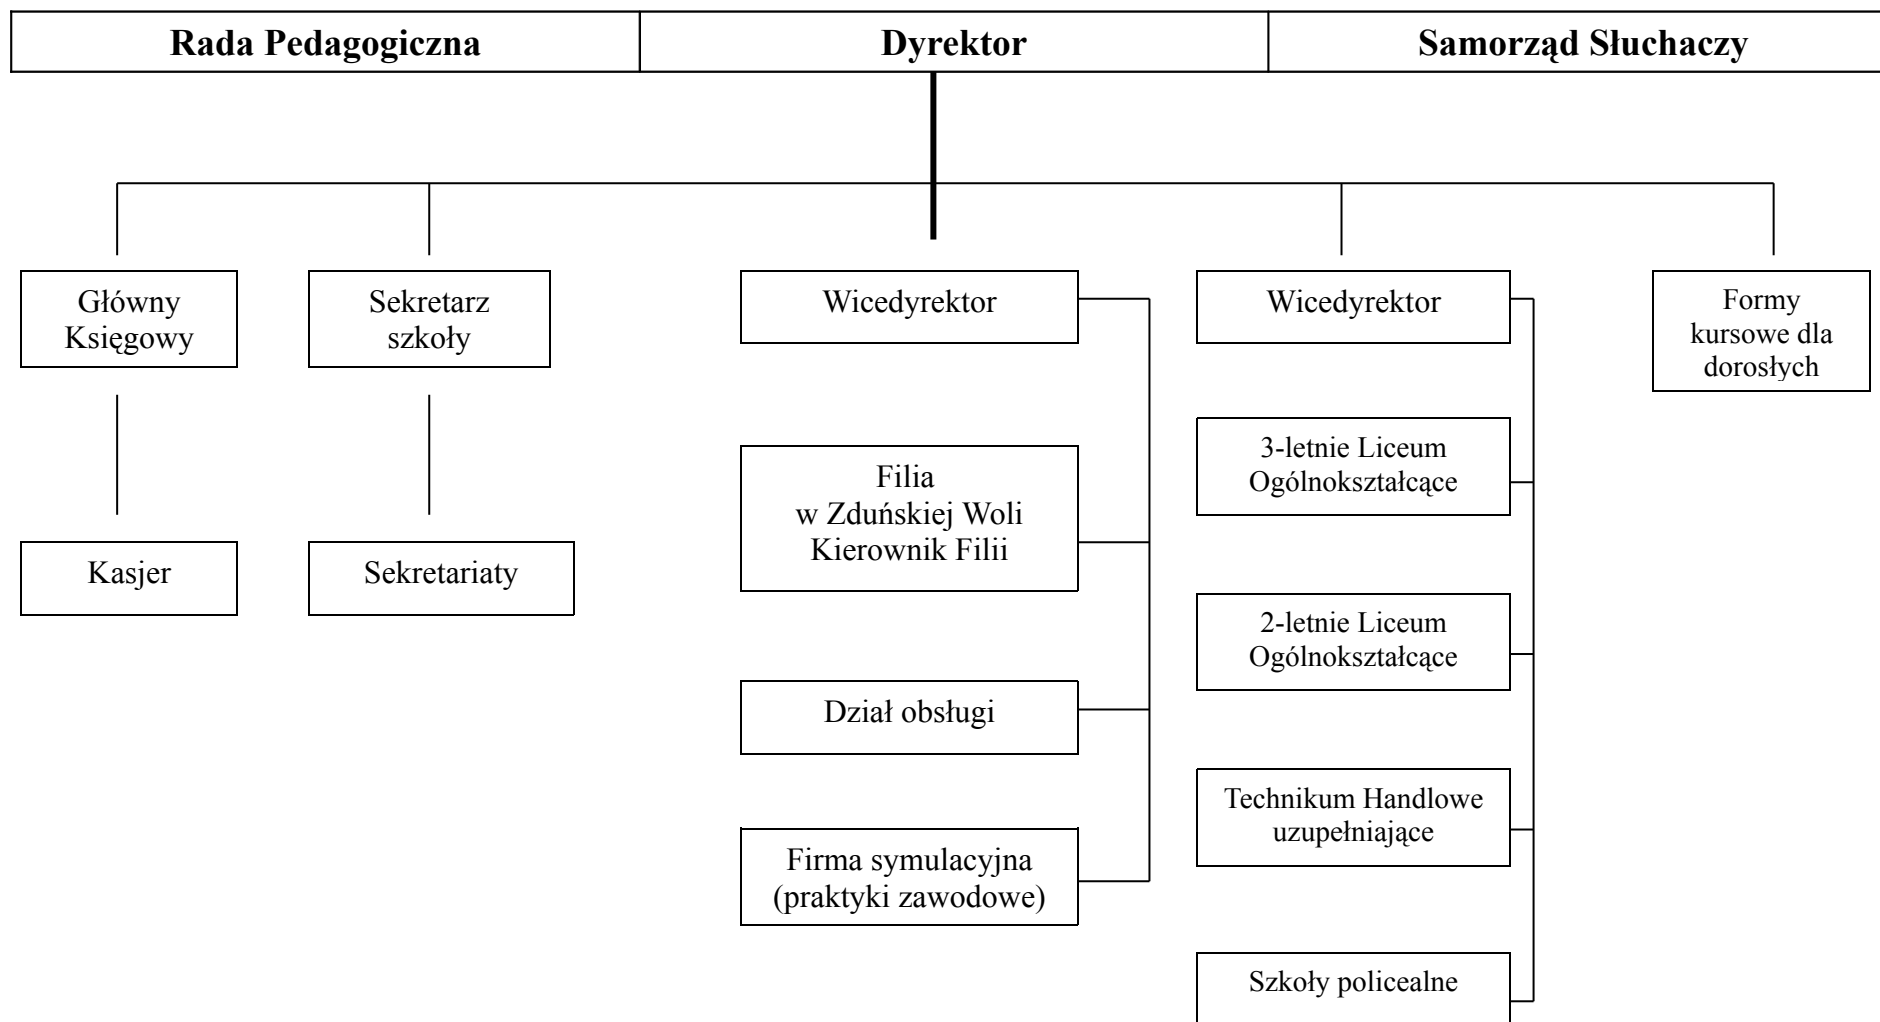 Rada Pedagogiczna
Dyrektor
Samorząd Słuchaczy
Główny
Księgowy
Sekretarz
szkoły
Wicedyrektor
Wicedyrektor
Formy
kursowe dla
dorosłych
3-letnie Liceum
Ogólnokształcące
Filia
w Zduńskiej Woli
Kierownik Filii
Kasjer
Sekretariaty
2-letnie Liceum
Ogólnokształcące
Dział obsługi
Technikum Handlowe
uzupełniające
Firma symulacyjna
(praktyki zawodowe)
Szkoły policealne